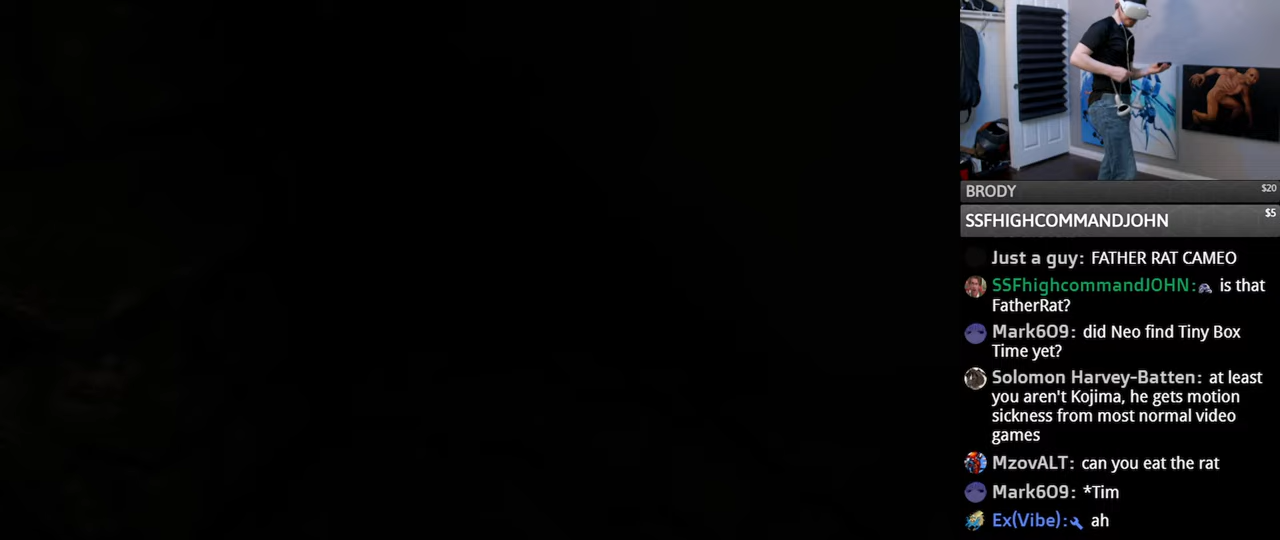 BRODY
$20
SSFHIGHCOMMANDJOHN
$5
Just a guy: FATHER RAT CAMEO
SSFhighcommandJOHN: is that
FatherRat?
Mark609: did Neo find Tiny Box
Time yet?
Solomon Harvey-Batten: at least
you aren't Kojima, he gets motion
sickness from most normal video
games
MzovALT: can you eat the rat
Mark609: *Tim
Ex(Vibe): ah